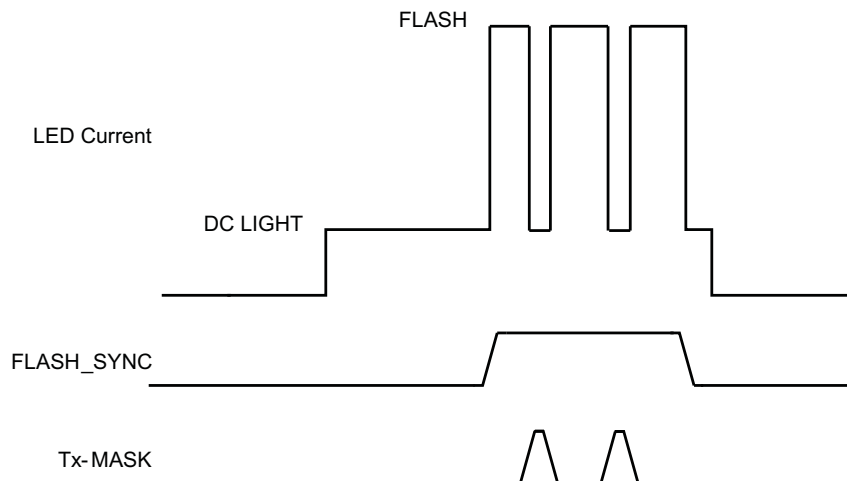 FLASH
LED Current
DC LIGHT
FLASH_SYNC
Tx-MASK